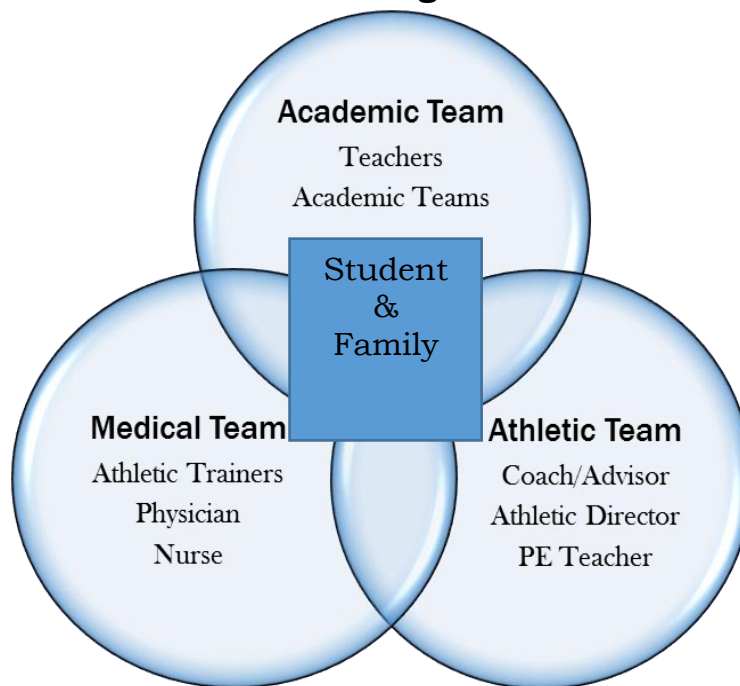 Academic Team
Teachers
Academic Teams
Student
&
Family
Medical Team
Athletic Trainers
Physician
Nurse
Athletic Team
Coach/Advisor
Athletic Director
PE Teacher